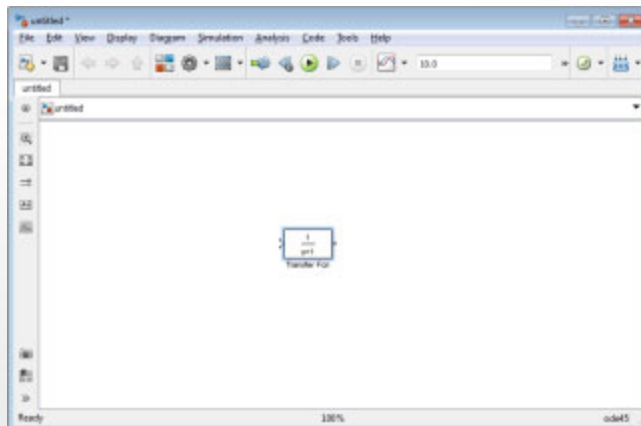 untitled *
File Edit View Display Diagram Simulation Analysis Code Tools Help
10.0
untitled
untitled
1
s+1
Transfer Fcn
Ready 100% ode45